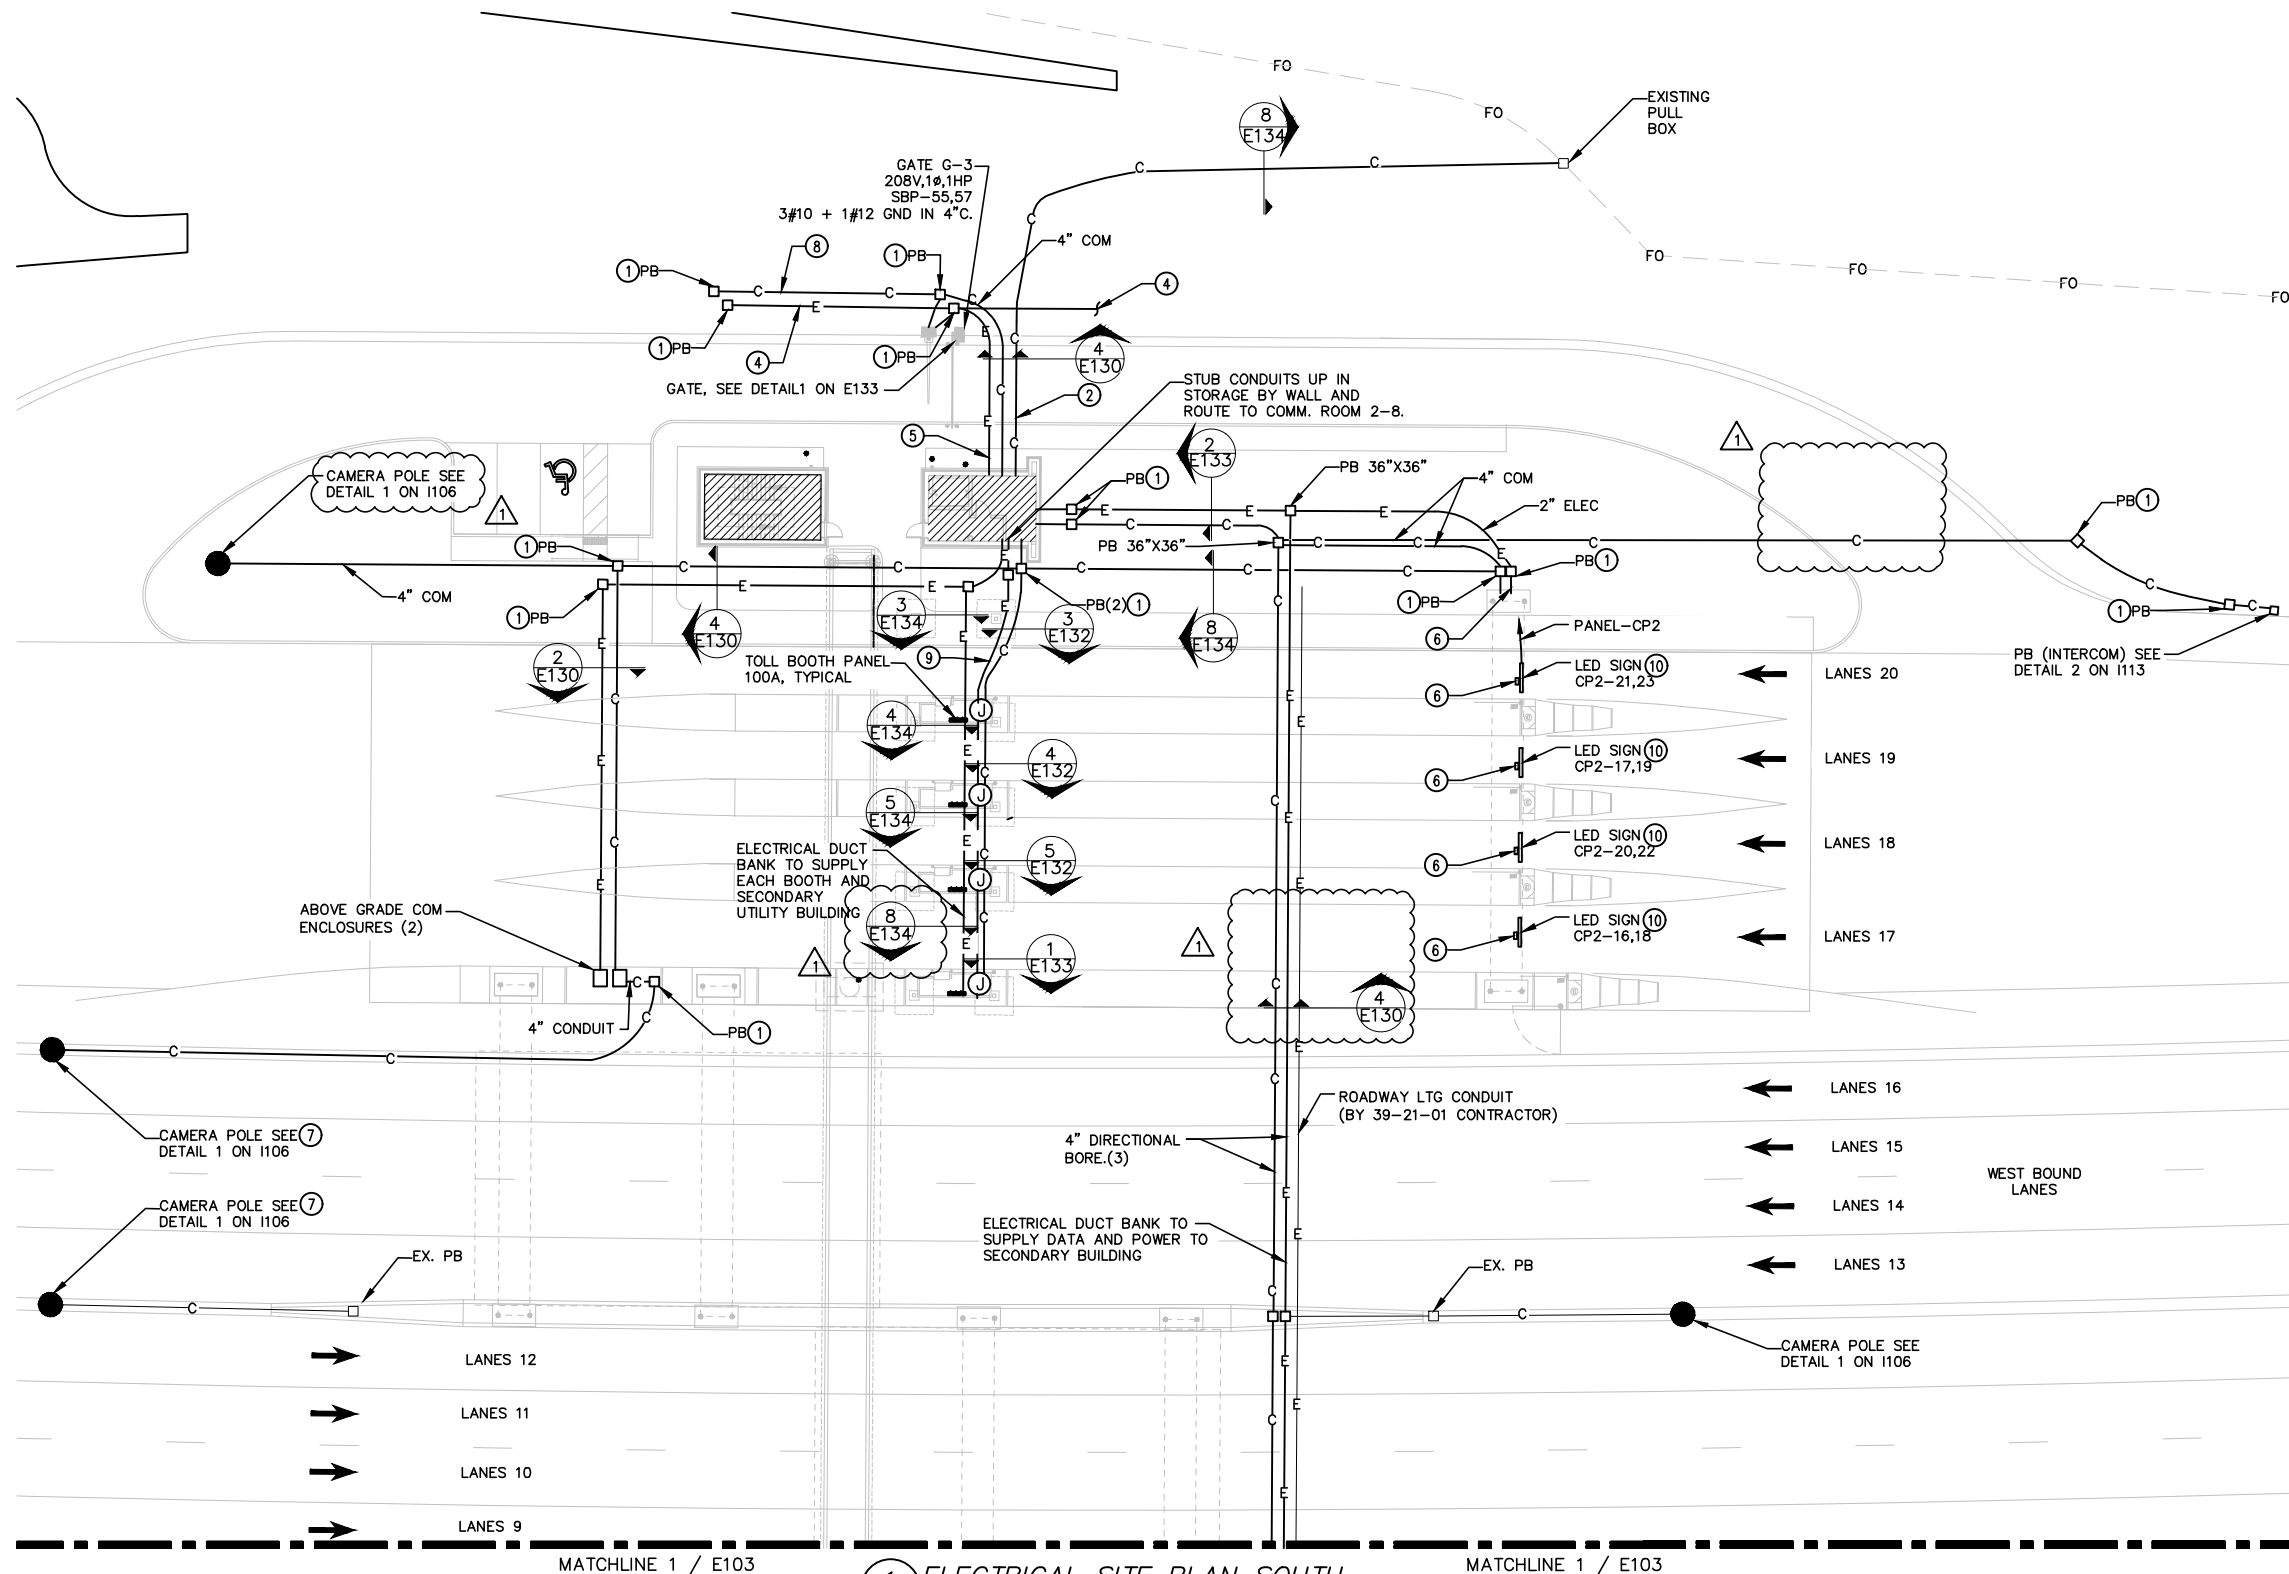 FO
FO
EXISTING
PULL
BOX
8
E134
C
C
GATE G-3
208V,1ø,1HP
SBP-55,57
3#10 + 1#12 GND IN 4"C.
C
8
1 PB
4" COM
FO
FO
FO
FO
1 PB
4
C
C
C
E
1 PB
4
1 PB
E
C
4
E130
GATE, SEE DETAIL1 ON E133
C
2
STUB CONDUITS UP IN
STORAGE BY WALL AND
ROUTE TO COMM. ROOM 2-8.
E
5
C
2
E133
1
CAMERA POLE SEE
DETAIL 1 ON I106
1
PB 36"X36"
4" COM
PB 1
2" ELEC
PB 1
E
E
E
C
C
1 PB
PB 36"X36"
C
C
C
C
E
E
PB 1
C
C
C
C
C
C
4" COM
E
E
PB(2) 1
E
1 PB
C
1 PB
C
1 PB
4
E130
3
E134
3
E132
8
E134
6
PANEL-CP2
E
E
C
9
2
E130
TOLL BOOTH PANEL
100A, TYPICAL
PB (INTERCOM) SEE
DETAIL 2 ON I113
LED SIGN 10
CP2-21,23
LANES 20
6
C
E
J
E
4
E134
E
E
4
E132
LED SIGN 10
CP2-17,19
LANES 19
C
6
J
C
5
E134
E
E
C
ELECTRICAL DUCT
BANK TO SUPPLY
EACH BOOTH AND
SECONDARY
UTILITY BUILDING
C
5
E132
LED SIGN 10
CP2-20,22
LANES 18
6
E
J
E
ABOVE GRADE COM
ENCLOSURES (2)
8
E134
C
E
LED SIGN 10
CP2-16,18
LANES 17
6
1
1
1
E133
C
J
C
4
E130
4" CONDUIT
C
PB 1
C
C
E
C
LANES 16
ROADWAY LTG CONDUIT
(BY 39-21-01 CONTRACTOR)
CAMERA POLE SEE 7
DETAIL 1 ON I106
4" DIRECTIONAL
BORE.(3)
LANES 15
WEST BOUND
LANES
CAMERA POLE SEE 7
DETAIL 1 ON I106
E
LANES 14
ELECTRICAL DUCT BANK TO
SUPPLY DATA AND POWER TO
SECONDARY BUILDING
E
EX. PB
EX. PB
LANES 13
C
C
C
CAMERA POLE SEE
DETAIL 1 ON I106
LANES 12
E
E
LANES 11
C
LANES 10
E
LANES 9
MATCHLINE 1 / E103
1 ELECTRICAL SITE PLAN SOUTH
MATCHLINE 1 / E103